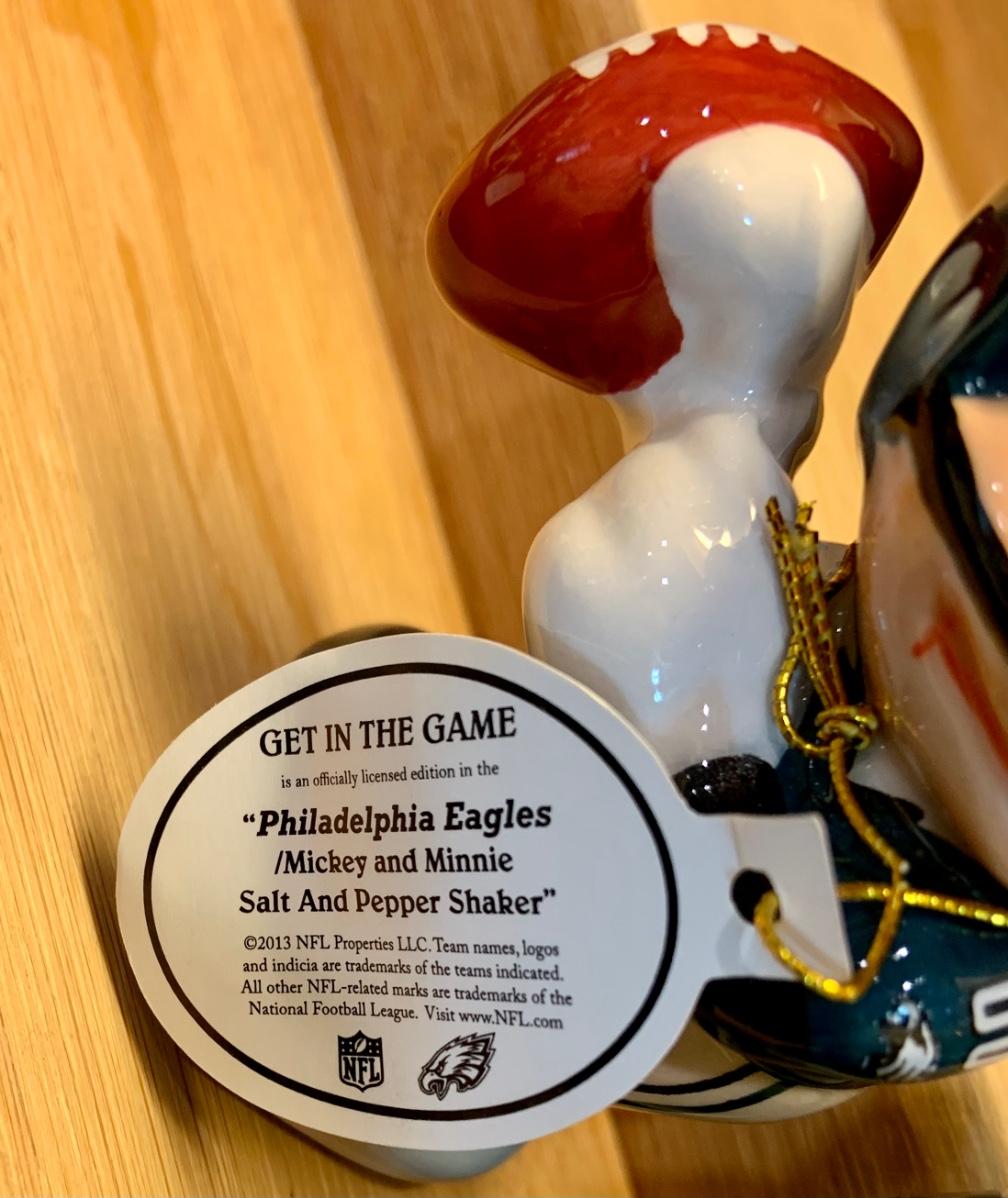 GET IN THE GAME
is an officially licensed edition in the
“Philadelphia Eagles
/Mickey and Minnie
Salt And Pepper Shaker”
©2013 NFL Properties LLC. Team names, logos
and indicia are trademarks of the teams indicated.
All other NFL-related marks are trademarks of the
National Football League. Visit www.NFL.com
NFL